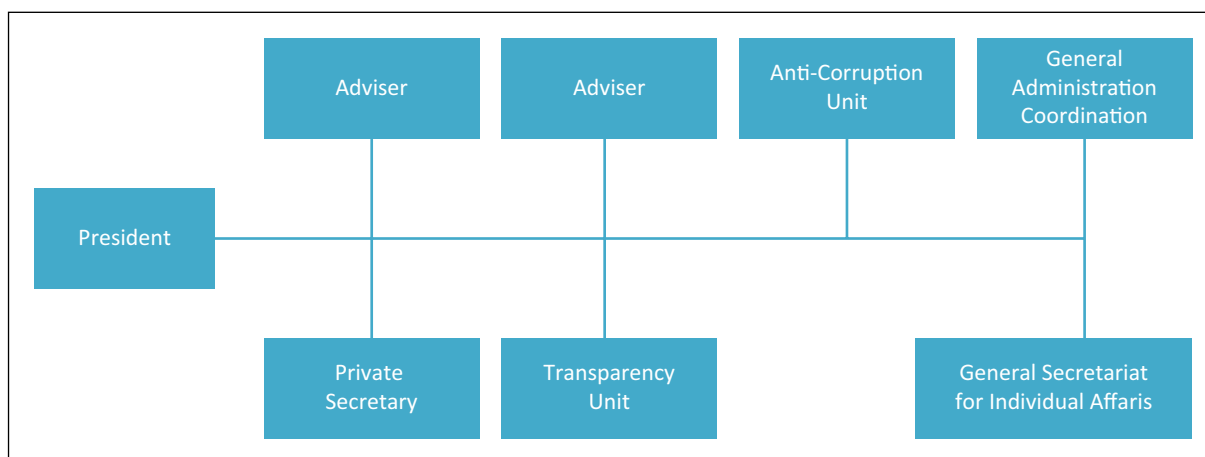 Adviser
Adviser
Anti-Corruption
Unit
General
Administration
Coordination
President
Private
Secretary
Transparency
Unit
General Secretariat
for Individual Affaris